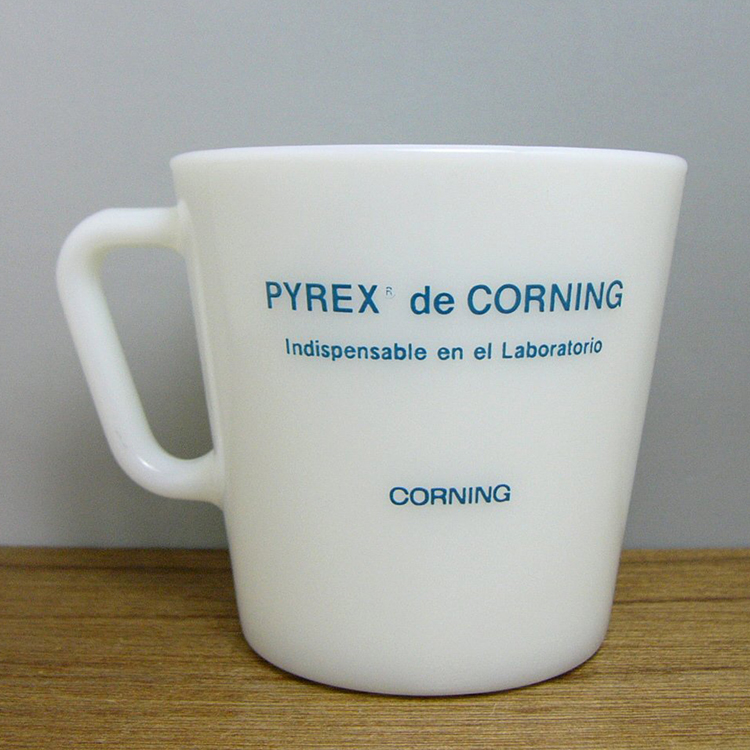 PYREX® de CORNING
Indispensable en el Laboratorio
CORNING